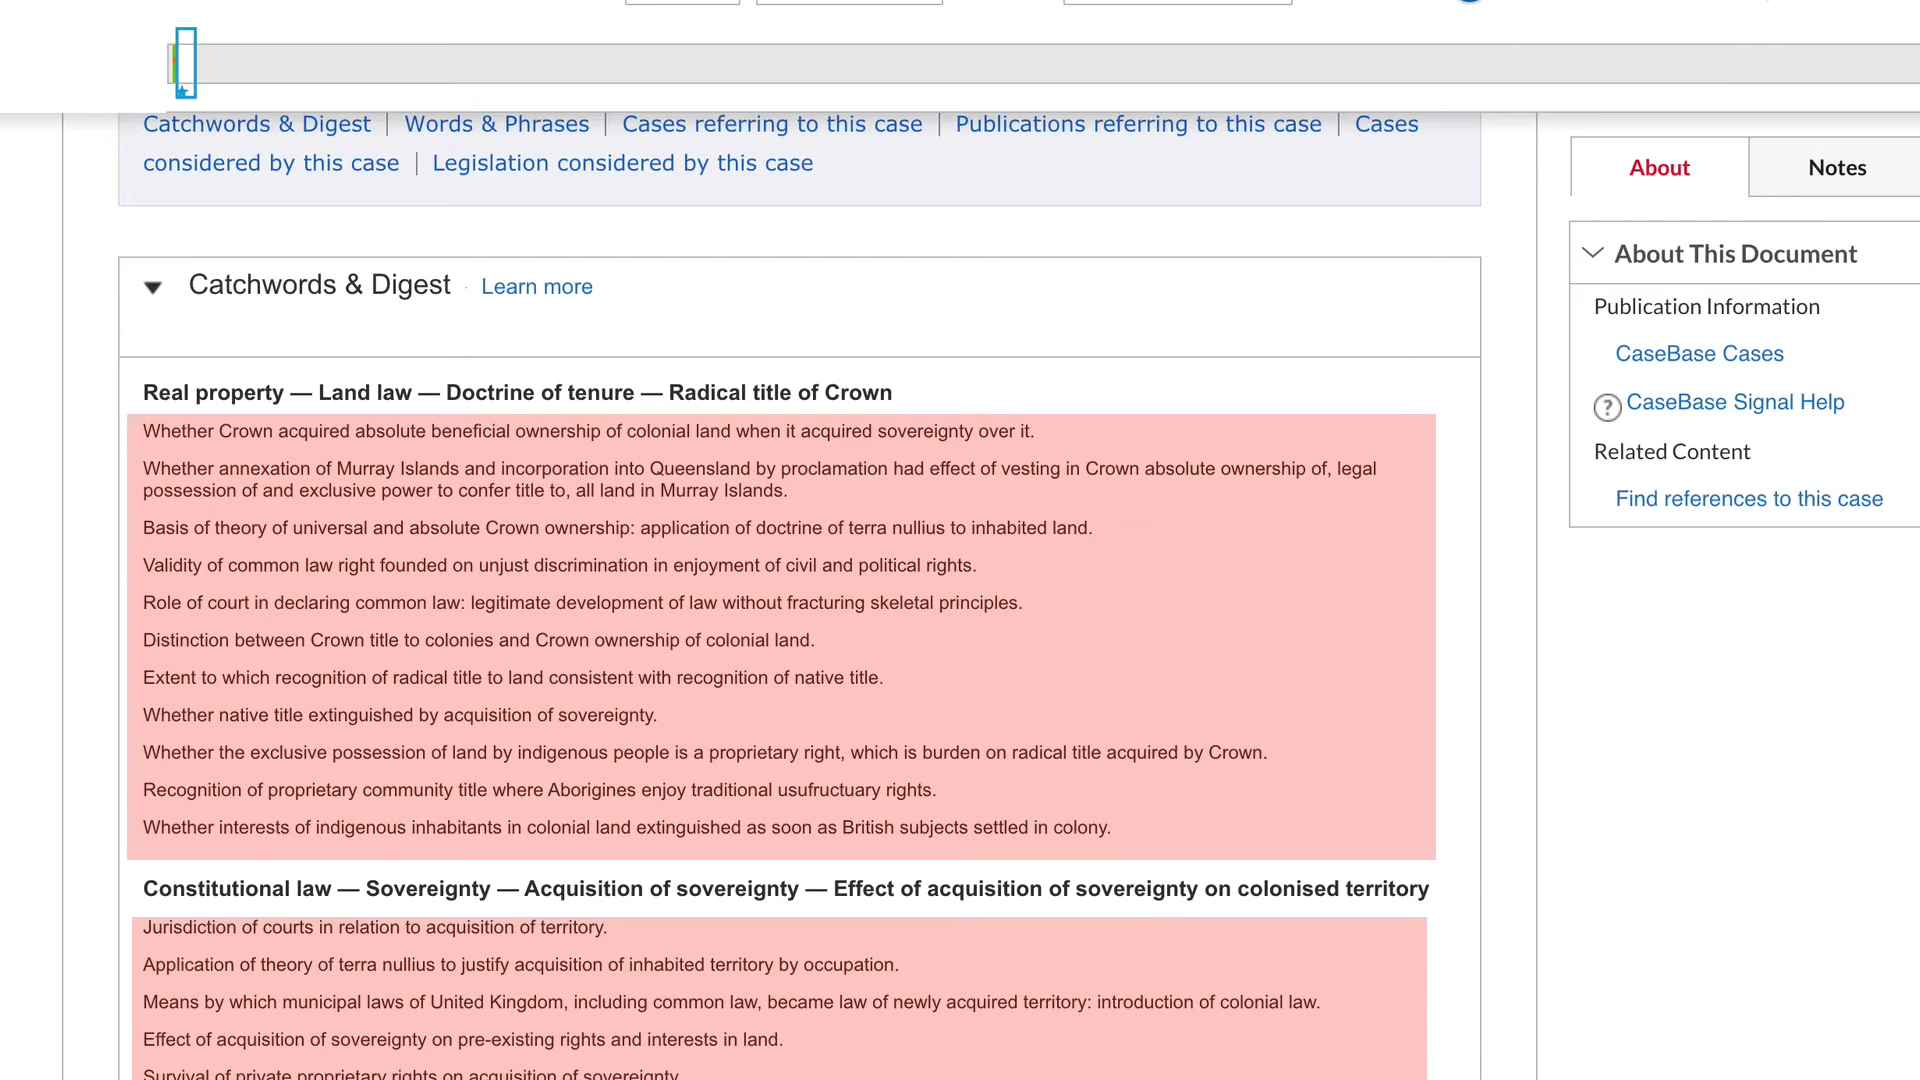 Catchwords & Digest | Words & Phrases | Cases referring to this case | Publications referring to this case | Cases
considered by this case | Legislation considered by this case
Catchwords & Digest · Learn more
Real property — Land law — Doctrine of tenure — Radical title of Crown
Whether Crown acquired absolute beneficial ownership of colonial land when it acquired sovereignty over it.
Whether annexation of Murray Islands and incorporation into Queensland by proclamation had effect of vesting in Crown absolute ownership of, legal
possession of and exclusive power to confer title to, all land in Murray Islands.
Basis of theory of universal and absolute Crown ownership: application of doctrine of terra nullius to inhabited land.
Validity of common law right founded on unjust discrimination in enjoyment of civil and political rights.
Role of court in declaring common law: legitimate development of law without fracturing skeletal principles.
Distinction between Crown title to colonies and Crown ownership of colonial land.
Extent to which recognition of radical title to land consistent with recognition of native title.
Whether native title extinguished by acquisition of sovereignty.
Whether the exclusive possession of land by indigenous people is a proprietary right, which is burden on radical title acquired by Crown.
Recognition of proprietary community title where Aborigines enjoy traditional usufructuary rights.
Whether interests of indigenous inhabitants in colonial land extinguished as soon as British subjects settled in colony.
Constitutional law — Sovereignty — Acquisition of sovereignty — Effect of acquisition of sovereignty on colonised territory
Jurisdiction of courts in relation to acquisition of territory.
Application of theory of terra nullius to justify acquisition of inhabited territory by occupation.
Means by which municipal laws of United Kingdom, including common law, became law of newly acquired territory: introduction of colonial law.
Effect of acquisition of sovereignty on pre-existing rights and interests in land.
Survival of private proprietary rights on acquisition of sovereignty.
About
Notes
About This Document
Publication Information
CaseBase Cases
? CaseBase Signal Help
Related Content
Find references to this case